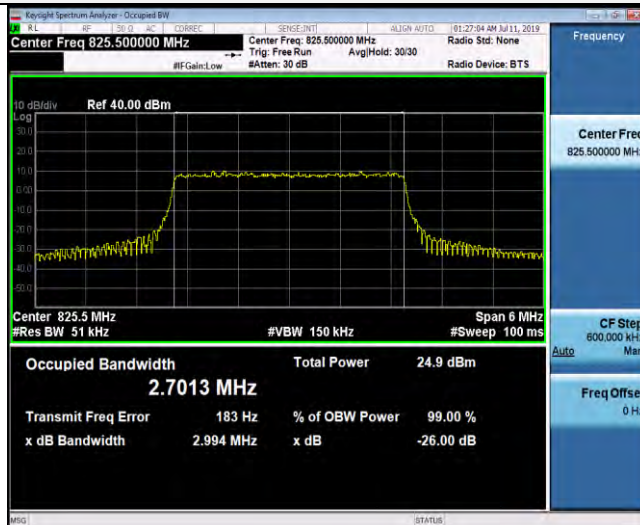 Keysight Spectrum Analyzer - Occupied BW
RL RF 50 Ω AC CORREC SENSE:INT ALIGN AUTO 01:27:04 AM Jul 11, 2019
Center Freq 825.500000 MHz
Center Freq: 825.500000 MHz
Radio Std: None
Trig: Free Run Avg|Hold: 30/30
#IFGain:Low #Atten: 30 dB Radio Device: BTS
Frequency
10 dB/div Ref 40.00 dBm
Log
30.0
20.0
10.0
0.00
-10.0
-20.0
-30.0
-40.0
-50.0
Center Freq
825.500000 MHz
Center 825.5 MHz Span 6 MHz
#Res BW 51 kHz #VBW 150 kHz #Sweep 100 ms
CF Step
600.000 kHz
Auto Man
Occupied Bandwidth Total Power 24.9 dBm
2.7013 MHz
Transmit Freq Error 183 Hz % of OBW Power 99.00 %
x dB Bandwidth 2.994 MHz x dB -26.00 dB
Freq Offset
0 Hz
MSG STATUS